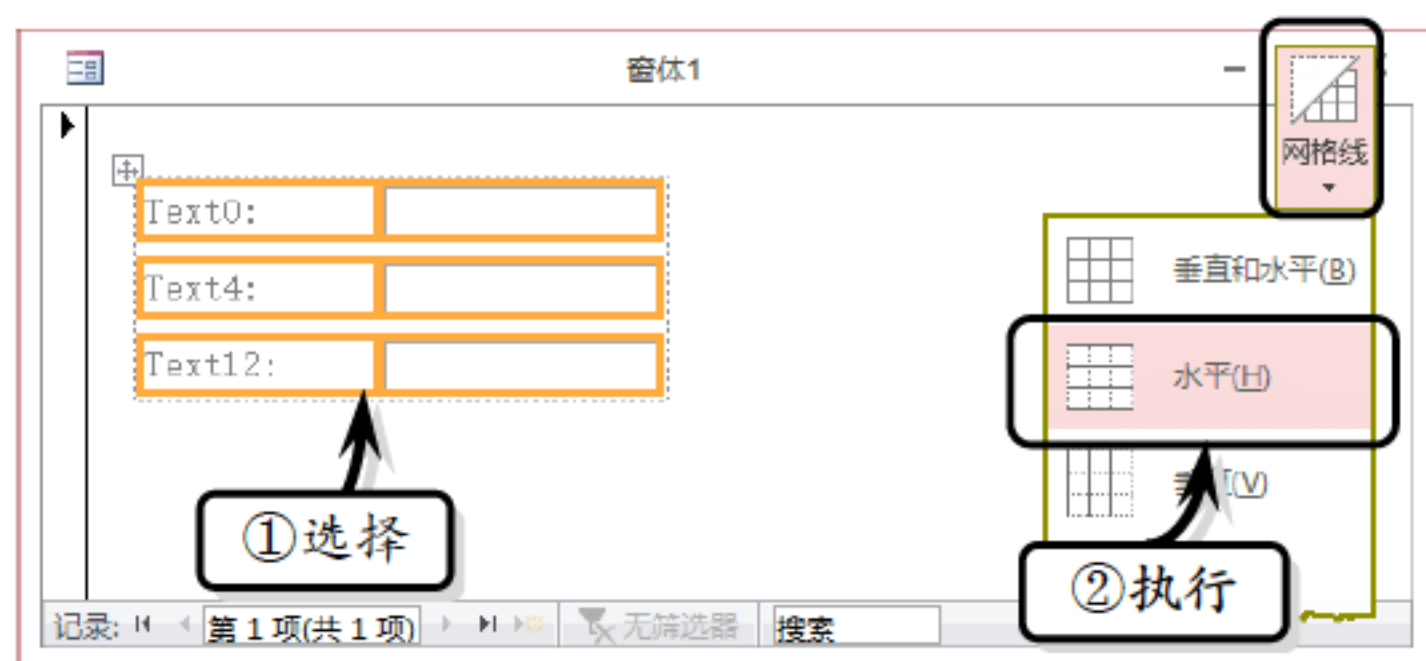 窗体1
网格线
Text0:
Text4:
Text12:
垂直和水平(B)
水平(H)
(V)
①选择
②执行
记录: 第 1 项(共 1 项) 无筛选器 搜索